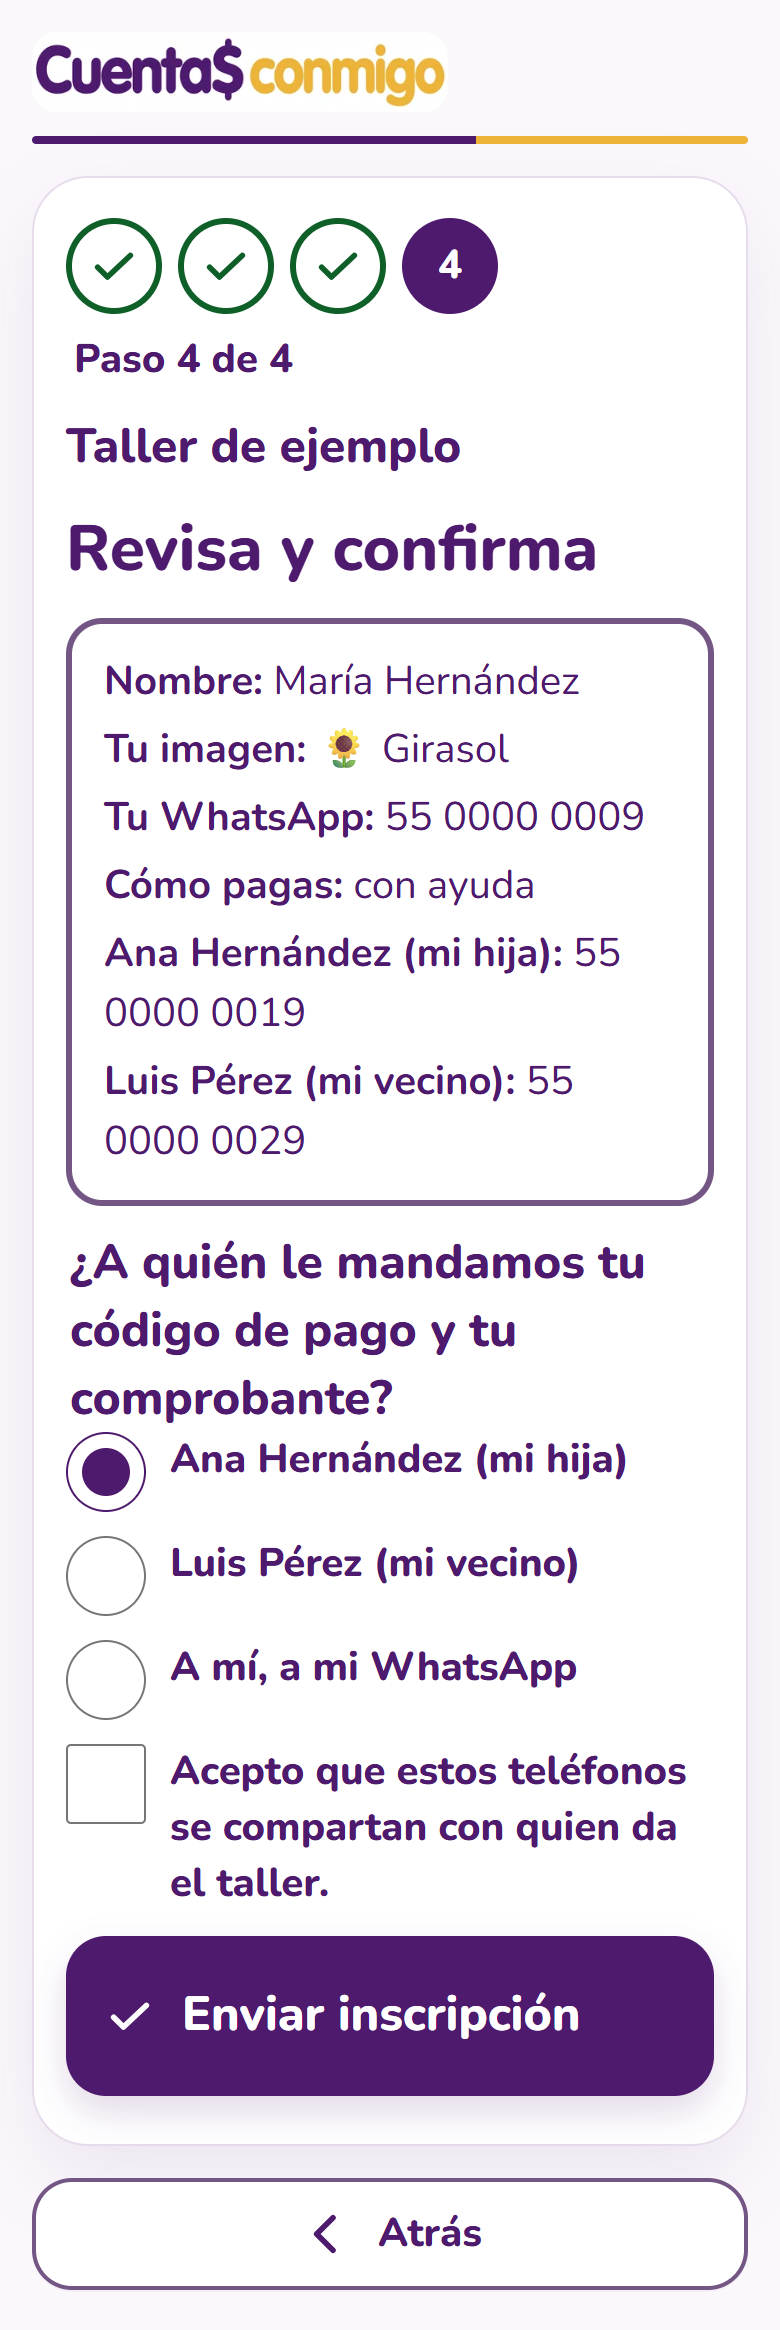 Cuenta$ conmigo
4
Paso 4 de 4
Taller de ejemplo
Revisa y confirma
Nombre: María Hernández
Tu imagen: 🌻 Girasol
Tu WhatsApp: 55 0000 0009
Cómo pagas: con ayuda
Ana Hernández (mi hija): 55
0000 0019
Luis Pérez (mi vecino): 55
0000 0029
¿A quién le mandamos tu
código de pago y tu
comprobante?
Ana Hernández (mi hija)
Luis Pérez (mi vecino)
A mí, a mi WhatsApp
Acepto que estos teléfonos
se compartan con quien da
el taller.
Enviar inscripción
Atrás